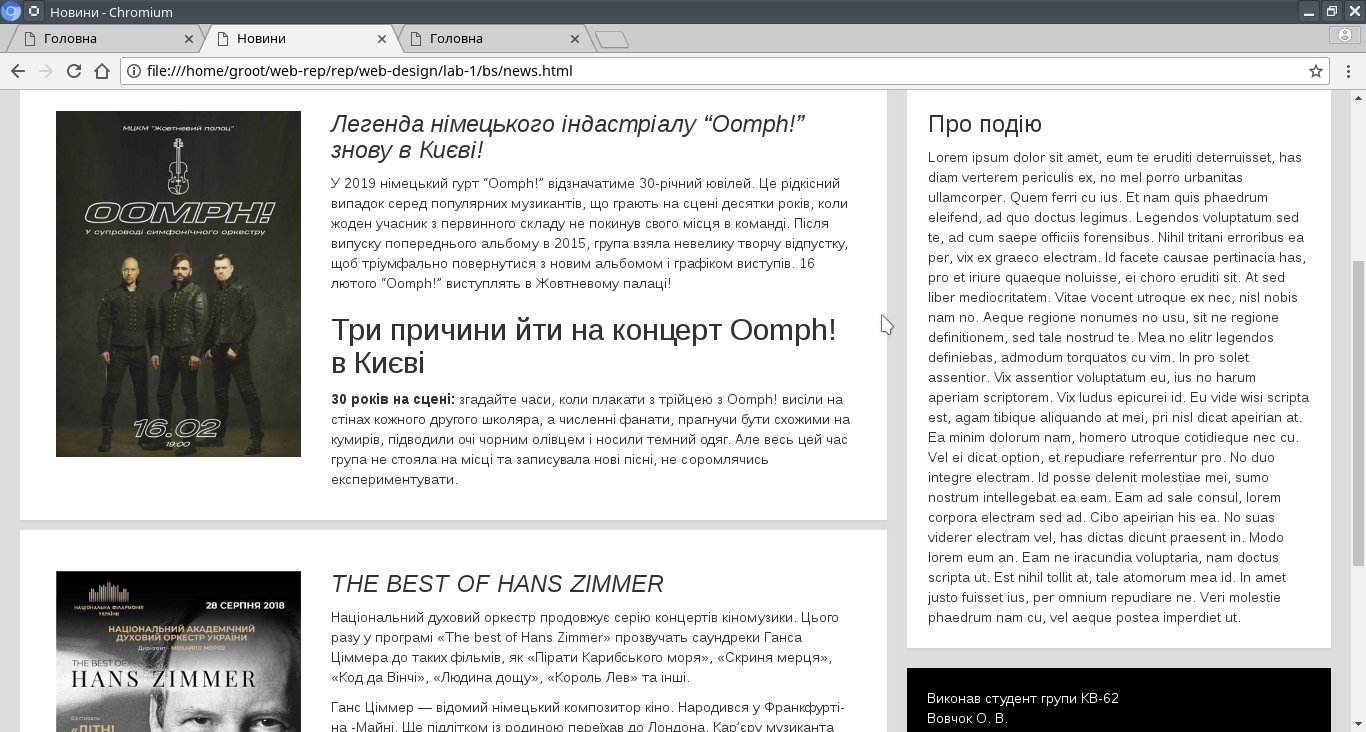 Новини - Chromium
Головна
Новини
Головна
file:///home/groot/web-rep/rep/web-design/lab-1/bs/news.html
МЦКМ "Жовтневий палац"
OOMPH!
У супроводі симфонічного оркестру
16.02
19:00
Легенда німецького індастріалу “Oomph!”
знову в Києві!
У 2019 німецький гурт “Oomph!” відзначатиме 30-річний ювілей. Це рідкісний
випадок серед популярних музикантів, що грають на сцені десятки років, коли
жоден учасник з первинного складу не покинув свого місця в команді. Після
випуску попереднього альбому в 2015, група взяла невелику творчу відпустку,
щоб тріумфально повернутися з новим альбомом і графіком виступів. 16
лютого “Oomph!” виступлять в Жовтневому палаці!
Три причини йти на концерт Oomph!
в Києві
30 років на сцені: згадайте часи, коли плакати з трійцею з Oomph! висіли на
стінах кожного другого школяра, а численні фанати, прагнучи бути схожими на
кумирів, підводили очі чорним олівцем і носили темний одяг. Але весь цей час
група не стояла на місці та записувала нові пісні, не соромлячись
експериментувати.
НАЦІОНАЛЬНА ФІЛАРМОНІЯ
УКРАЇНИ
28 СЕРПНЯ 2018
НАЦІОНАЛЬНИЙ АКАДЕМІЧНИЙ
ДУХОВИЙ ОРКЕСТР УКРАЇНИ
Диригент - МИХАЙЛО МОРОЗ
THE BEST OF
HANS ZIMMER
Фестиваль
«ЛІТНІ
THE BEST OF HANS ZIMMER
Національний духовий оркестр продовжує серію концертів кіномузики. Цього
разу у програмі «The best of Hans Zimmer» прозвучать саундреки Ганса
Ціммера до таких фільмів, як «Пірати Карибського моря», «Скриня мерця»,
«Код да Вінчі», «Людина дощу», «Король Лев» та інші.
Ганс Ціммер — відомий німецький композитор кіно. Народився у Франкфурті-
на -Майні. Ще підлітком із родиною переїхав до Лондона. Кар’єру музиканта
Про подію
Lorem ipsum dolor sit amet, eum te eruditi deterruisset, has
diam verterem periculis ex, no mel porro urbanitas
ullamcorper. Quem ferri cu ius. Et nam quis phaedrum
eleifend, ad quo doctus legimus. Legendos voluptatum sed
te, ad cum saepe officiis forensibus. Nihil tritani erroribus ea
per, vix ex graeco electram. Id facete causae pertinacia has,
pro et iriure quaeque noluisse, ei choro eruditi sit. At sed
liber mediocritatem. Vitae vocent utroque ex nec, nisl nobis
nam no. Aeque regione nonumes no usu, sit ne regione
definitionem, sed tale nostrud te. Mea no elitr legendos
definiebas, admodum torquatos cu vim. In pro solet
assentior. Vix assentior voluptatum eu, ius no harum
aperiam scriptorem. Vix ludus epicurei id. Eu vide wisi scripta
est, agam tibique aliquando at mei, pri nisl dicat apeirian at.
Ea minim dolorum nam, homero utroque cotidieque nec cu.
Vel ei dicat option, et repudiare referrentur pro. No duo
integre electram. Id posse delenit molestiae mei, sumo
nostrum intellegebat ea eam. Eam ad sale consul, lorem
corpora electram sed ad. Cibo apeirian his ea. No suas
viderer electram vel, has dictas dicunt praesent in. Modo
lorem eum an. Eam ne iracundia voluptaria, nam doctus
scripta ut. Est nihil tollit at, tale atomorum mea id. In amet
justo fuisset ius, per omnium repudiare ne. Veri molestie
phaedrum nam cu, vel aeque postea imperdiet ut.
Виконав студент групи КВ-62
Вовчок О. В.